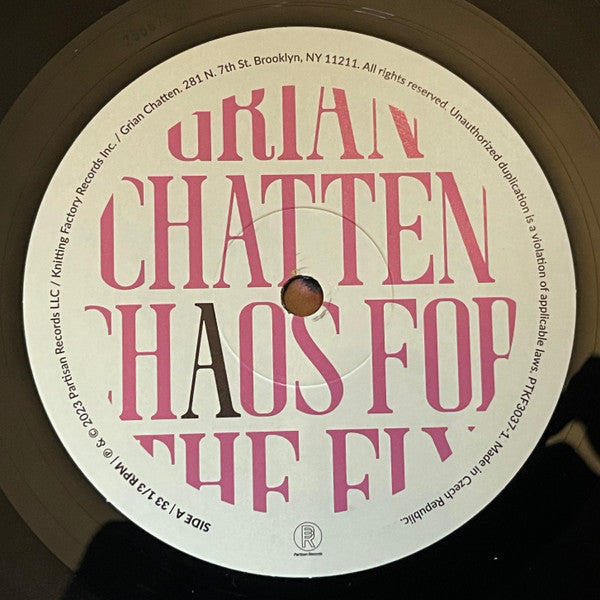 GRIAN
CHATTEN
CHAOS FOR
THE FLY
SIDE A | 33 1/3 RPM | ℗ & © 2023 Partisan Records LLC / Knitting Factory Records Inc. / Grian Chatten. 281 N. 7th St. Brooklyn, NY 11211. All rights reserved. Unauthorized duplication is a violation of applicable laws. PTKF3037-1. Made in Czech Republic.
R
Partisan Records